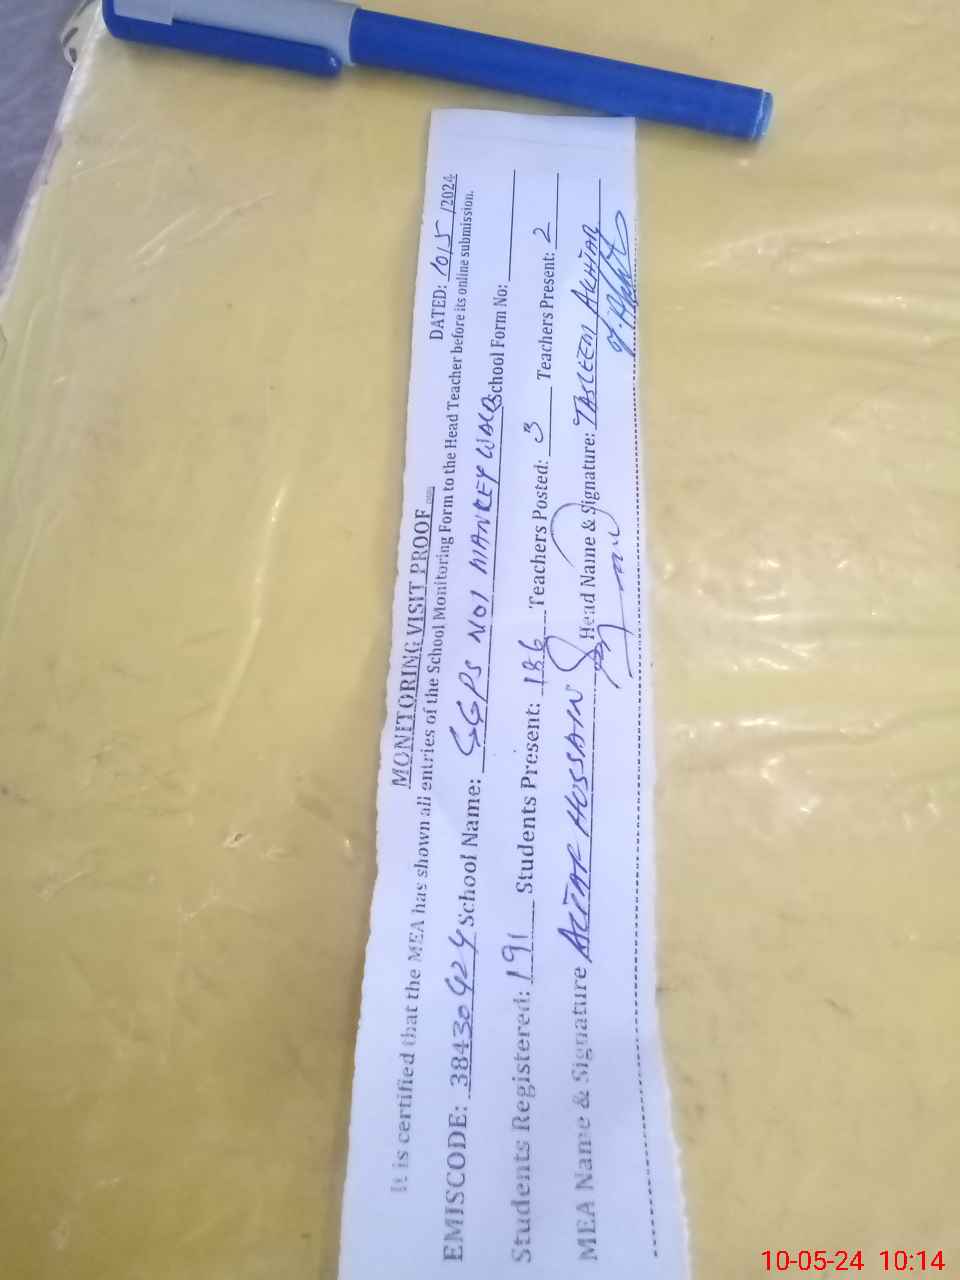 MONITORING VISIT PROOF
DATED: 10/5/2024
It is certified that the MEA has shown all entries of the School Monitoring Form to the Head Teacher before its online submission.
EMISCODE: 38430424 School Name: GGPS NO1 MANKEY WALA School Form No:
Students Registered: 191 Students Present: 186 Teachers Posted: 3 Teachers Present: 2
MEA Name & Signature ALTAF HUSSAIN Head Name & Signature: TASLEEM AKHTAR
10-05-24 10:14